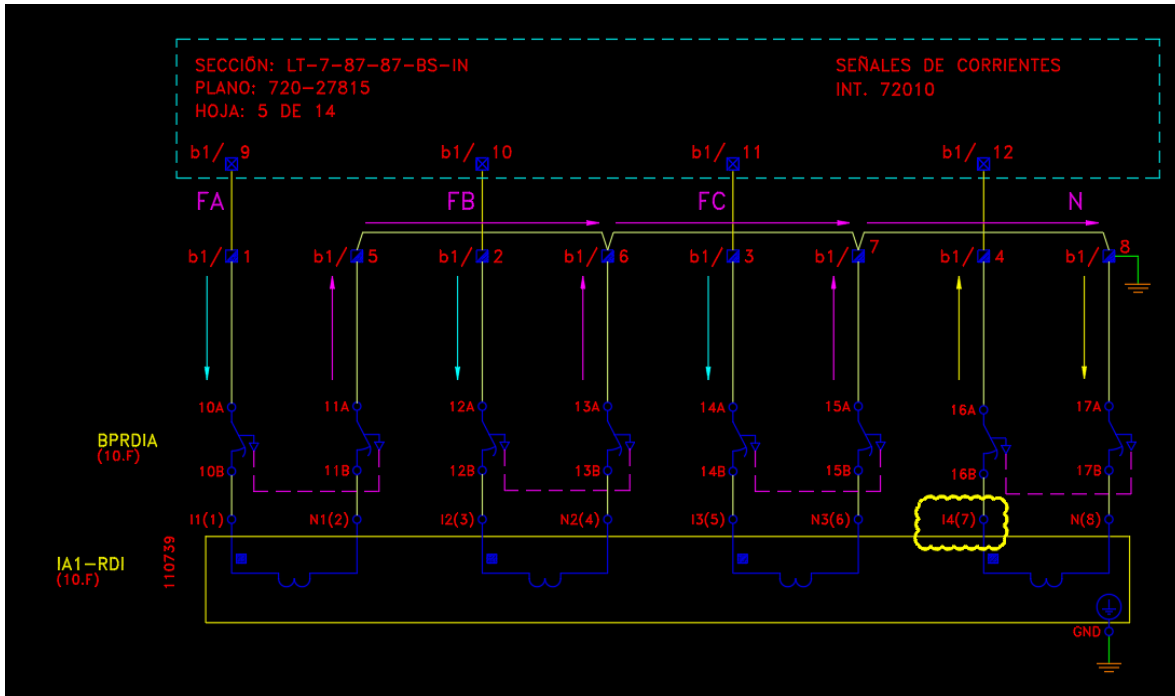 SECCIÓN: LT-7-87-87-BS-IN
PLANO: 720-27815
HOJA: 5 DE 14
SEÑALES DE CORRIENTES
INT. 72010
b1/ 9
b1/ 10
b1/ 11
b1/ 12
FA
FB
FC
N
b1/ 1
b1/ 5
b1/ 2
b1/ 6
b1/ 3
b1/ 7
b1/ 4
b1/ 8
10A
11A
12A
13A
14A
15A
16A
17A
BPRDIA
(10.F)
10B
11B
12B
13B
14B
15B
16B
17B
I1(1)
N1(2)
I2(3)
N2(4)
I3(5)
N3(6)
I4(7)
N(8)
IA1-RDI
(10.F)
110739
GND